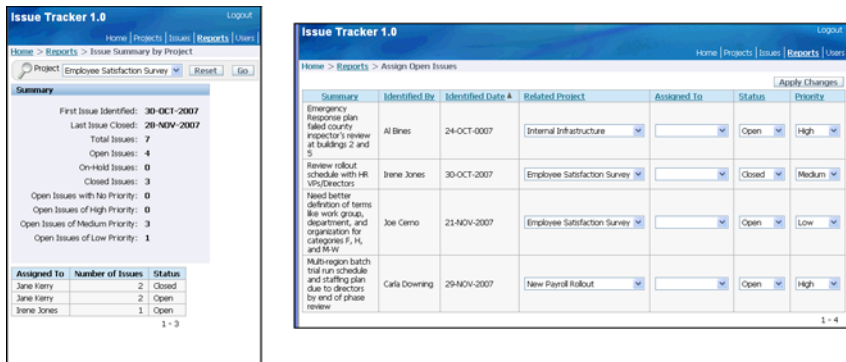 Issue Tracker 1.0
Logout
Home | Projects | Issues | Reports | Users
Home > Reports > Issue Summary by Project
Project Employee Satisfaction Survey Reset Go
Summary
First Issue Identified: 30-OCT-2007
Last Issue Closed: 28-NOV-2007
Total Issues: 7
Open Issues: 4
On-Hold Issues: 0
Closed Issues: 3
Open Issues with No Priority: 0
Open Issues of High Priority: 0
Open Issues of Medium Priority: 3
Open Issues of Low Priority: 1
Assigned To Number of Issues Status
Jane Kerry 2 Closed
Jane Kerry 2 Open
Irene Jones 1 Open
1 - 3
Issue Tracker 1.0
Logout
Home | Projects | Issues | Reports | Users
Home > Reports > Assign Open Issues
Apply Changes
Summary Identified By Identified Date Related Project Assigned To Status Priority
Emergency
Response plan
failed county
inspector's review
at buildings 2 and
5
Al Bines 24-OCT-0007 Internal Infrastructure Open High
Review rollout
schedule with HR
VPs/Directors
Irene Jones 30-OCT-2007 Employee Satisfaction Survey Closed Medium
Need better
definition of terms
like work group,
department, and
organization for
categories F, H,
and M-W
Joe Cerno 21-NOV-2007 Employee Satisfaction Survey Open Low
Multi-region batch
trial run schedule
and staffing plan
due to directors
by end of phase
review
Carla Downing 29-NOV-2007 New Payroll Rollout Open High
1 - 4